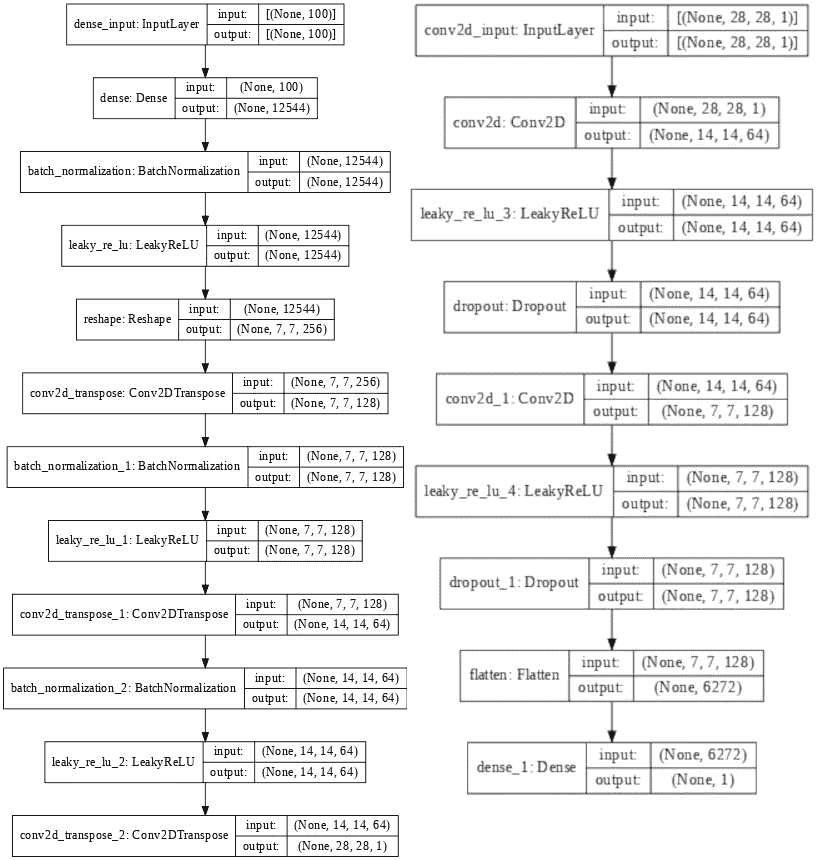 dense_input: InputLayer
input: [(None, 100)]
output: [(None, 100)]
dense: Dense
input: (None, 100)
output: (None, 12544)
batch_normalization: BatchNormalization
input: (None, 12544)
output: (None, 12544)
leaky_re_lu: LeakyReLU
input: (None, 12544)
output: (None, 12544)
reshape: Reshape
input: (None, 12544)
output: (None, 7, 7, 256)
conv2d_transpose: Conv2DTranspose
input: (None, 7, 7, 256)
output: (None, 7, 7, 128)
batch_normalization_1: BatchNormalization
input: (None, 7, 7, 128)
output: (None, 7, 7, 128)
leaky_re_lu_1: LeakyReLU
input: (None, 7, 7, 128)
output: (None, 7, 7, 128)
conv2d_transpose_1: Conv2DTranspose
input: (None, 7, 7, 128)
output: (None, 14, 14, 64)
batch_normalization_2: BatchNormalization
input: (None, 14, 14, 64)
output: (None, 14, 14, 64)
leaky_re_lu_2: LeakyReLU
input: (None, 14, 14, 64)
output: (None, 14, 14, 64)
conv2d_transpose_2: Conv2DTranspose
input: (None, 14, 14, 64)
output: (None, 28, 28, 1)
conv2d_input: InputLayer
input: [(None, 28, 28, 1)]
output: [(None, 28, 28, 1)]
conv2d: Conv2D
input: (None, 28, 28, 1)
output: (None, 14, 14, 64)
leaky_re_lu_3: LeakyReLU
input: (None, 14, 14, 64)
output: (None, 14, 14, 64)
dropout: Dropout
input: (None, 14, 14, 64)
output: (None, 14, 14, 64)
conv2d_1: Conv2D
input: (None, 14, 14, 64)
output: (None, 7, 7, 128)
leaky_re_lu_4: LeakyReLU
input: (None, 7, 7, 128)
output: (None, 7, 7, 128)
dropout_1: Dropout
input: (None, 7, 7, 128)
output: (None, 7, 7, 128)
flatten: Flatten
input: (None, 7, 7, 128)
output: (None, 6272)
dense_1: Dense
input: (None, 6272)
output: (None, 1)